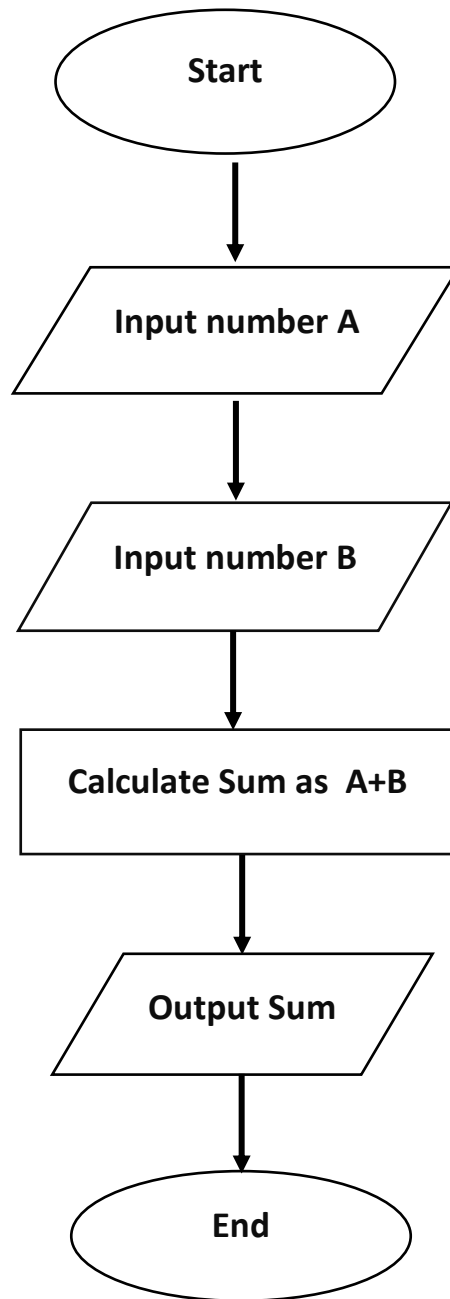 Start
Input number A
Input number B
Calculate Sum as  A+B
Output Sum
End